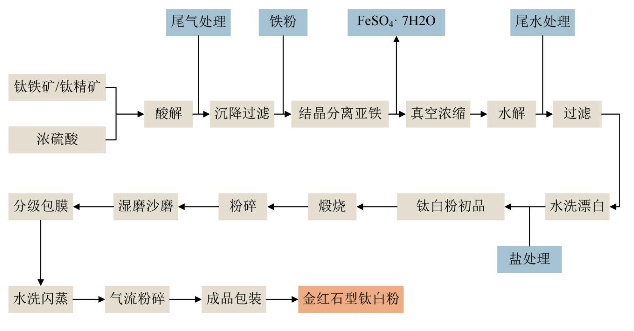 尾气处理
铁粉
FeSO₄· 7H2O
尾水处理
钛铁矿/钛精矿
浓硫酸
酸解
沉降过滤
结晶分离亚铁
真空浓缩
水解
过滤
分级包膜
湿磨沙磨
粉碎
煅烧
钛白粉初品
水洗漂白
盐处理
水洗闪蒸
气流粉碎
成品包装
金红石型钛白粉